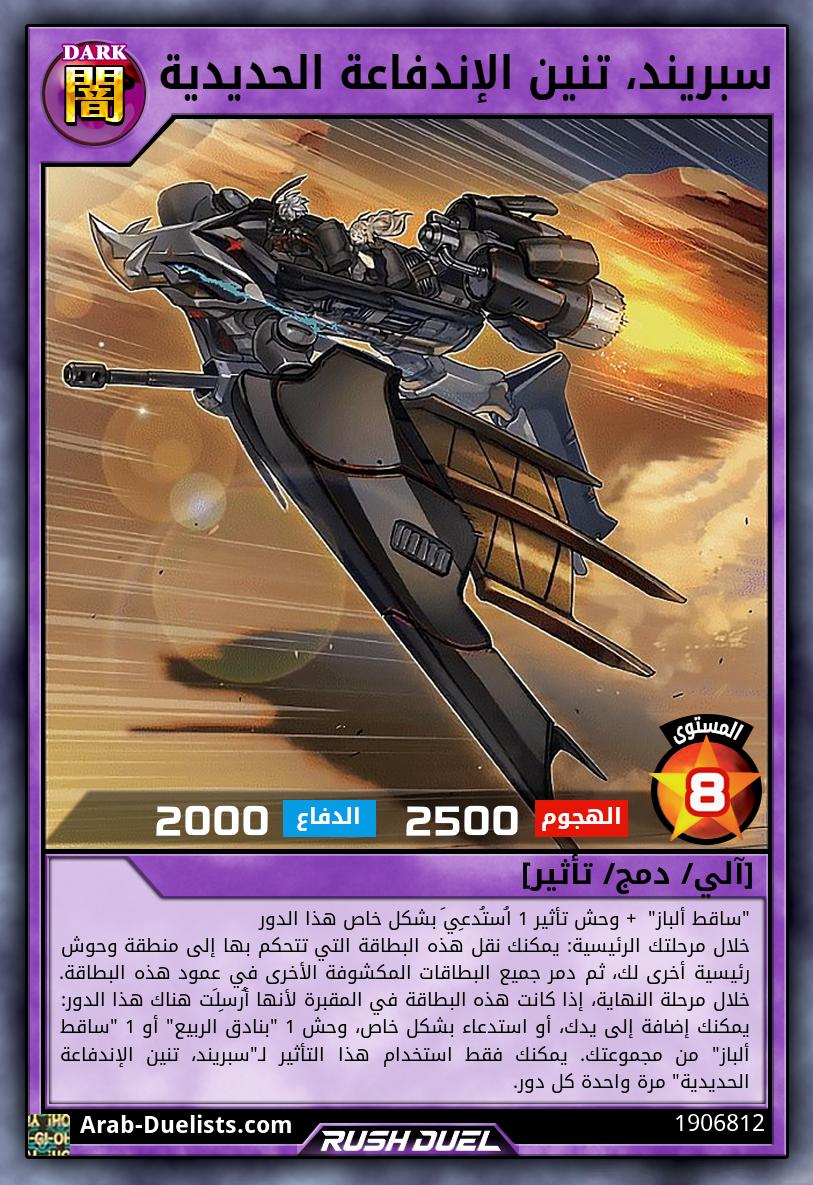 DARK
闇
سبريند، تنين الإندفاعة الحديدية
المستوى
8
الهجوم 2500 الدفاع 2000
[آلي/ دمج/ تأثير]
"ساقط ألباز" + وحش تأثير 1 اُستُدعِيَ بشكل خاص هذا الدور
خلال مرحلتك الرئيسية: يمكنك نقل هذه البطاقة التي تتحكم بها إلى منطقة وحوش
رئيسية أخرى لك، ثم دمر جميع البطاقات المكشوفة الأخرى في عمود هذه البطاقة.
خلال مرحلة النهاية، إذا كانت هذه البطاقة في المقبرة لأنها أُرسِلَت هناك هذا الدور:
يمكنك إضافة إلى يدك، أو استدعاء بشكل خاص، وحش 1 "بنادق الربيع" أو 1 "ساقط
ألباز" من مجموعتك. يمكنك فقط استخدام هذا التأثير لـ"سبريند، تنين الإندفاعة
الحديدية" مرة واحدة كل دور.
Arab-Duelists.com
RUSH DUEL
1906812